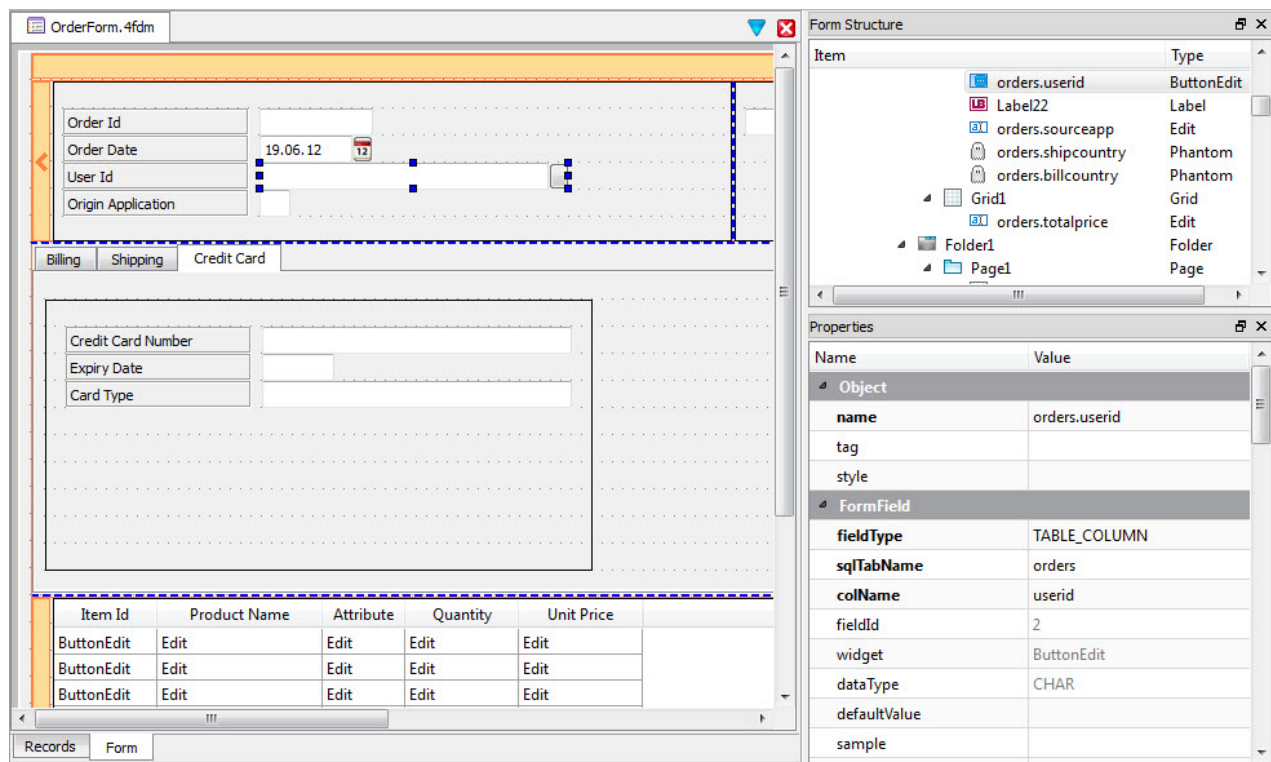 OrderForm.4fdm
Order Id
Order Date 19.06.12 12
User Id
Origin Application
Billing Shipping Credit Card
Credit Card Number
Expiry Date
Card Type
Item Id Product Name Attribute Quantity Unit Price
ButtonEdit Edit Edit Edit Edit
ButtonEdit Edit Edit Edit Edit
ButtonEdit Edit Edit Edit Edit
Records Form
Form Structure
Item Type
orders.userid ButtonEdit
LB Label22 Label
aI orders.sourceapp Edit
orders.shipcountry Phantom
orders.billcountry Phantom
Grid1 Grid
aI orders.totalprice Edit
Folder1 Folder
Page1 Page
Properties
Name Value
Object
name orders.userid
tag
style
FormField
fieldType TABLE_COLUMN
sqlTabName orders
colName userid
fieldId 2
widget ButtonEdit
dataType CHAR
defaultValue
sample